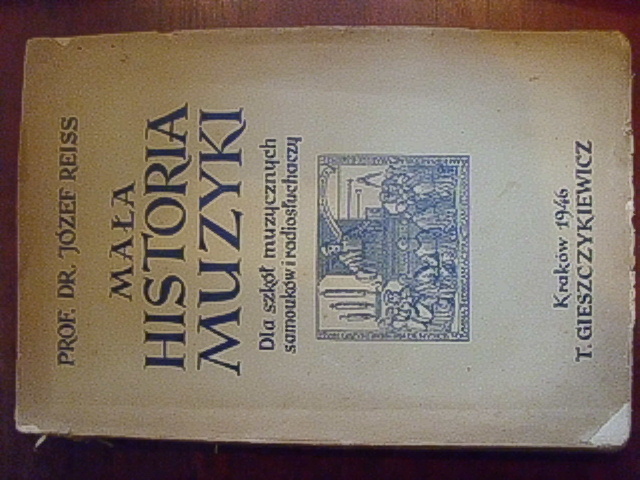 PROF. DR. JÓZEF REISS
MAŁA
HISTORIA
MUZYKI
Dla szkół muzycznych
samouków i radiosłuchaczy
Kraków 1946
T. GIESZCZYKIEWICZ